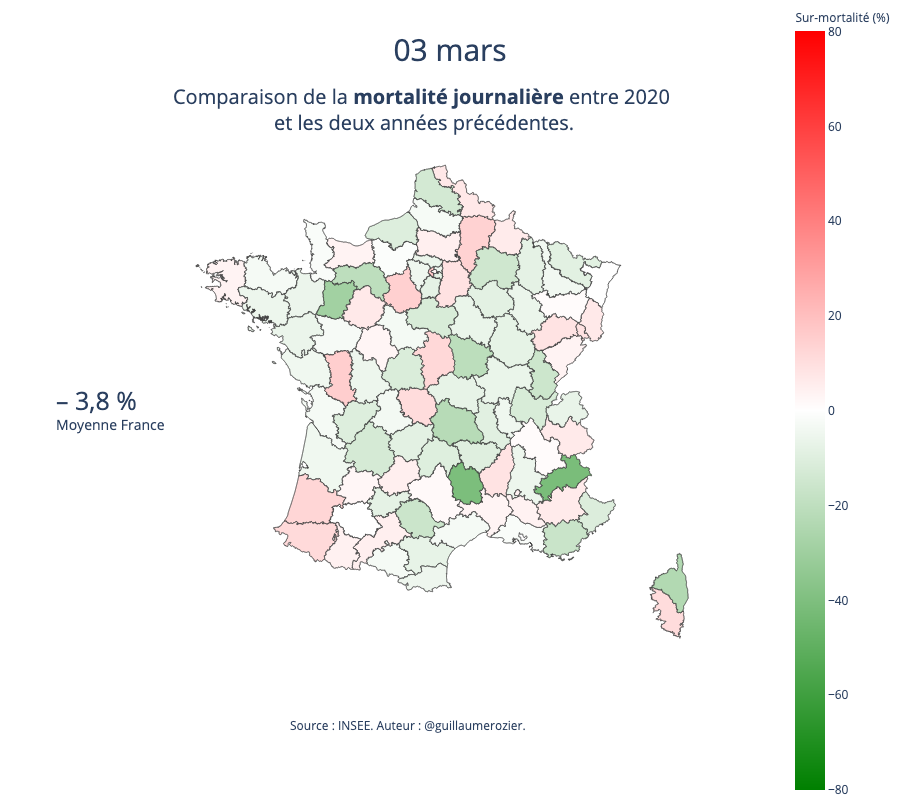 Sur-mortalité (%)
03 mars
Comparaison de la mortalité journalière entre 2020
et les deux années précédentes.
80
60
40
20
0
−20
−40
−60
−80
– 3,8 %
Moyenne France
Source : INSEE. Auteur : @guillaumerozier.